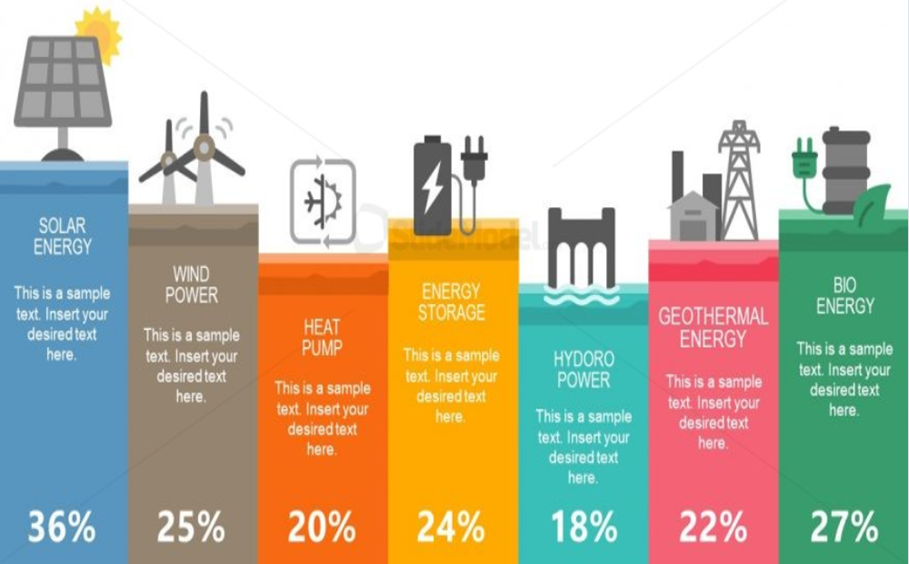 SOLAR
ENERGY
This is a sample
text. Insert your
desired text
here.
36%
WIND
POWER
This is a sample
text. Insert your
desired text
here.
25%
HEAT
PUMP
This is a sample
text. Insert your
desired text
here.
20%
ENERGY
STORAGE
This is a sample
text. Insert your
desired text
here.
24%
HYDORO
POWER
This is a sample
text. Insert your
desired text
here.
18%
GEOTHERMAL
ENERGY
This is a sample
text. Insert your
desired text
here.
22%
BIO
ENERGY
This is a sample
text. Insert your
desired text
here.
27%